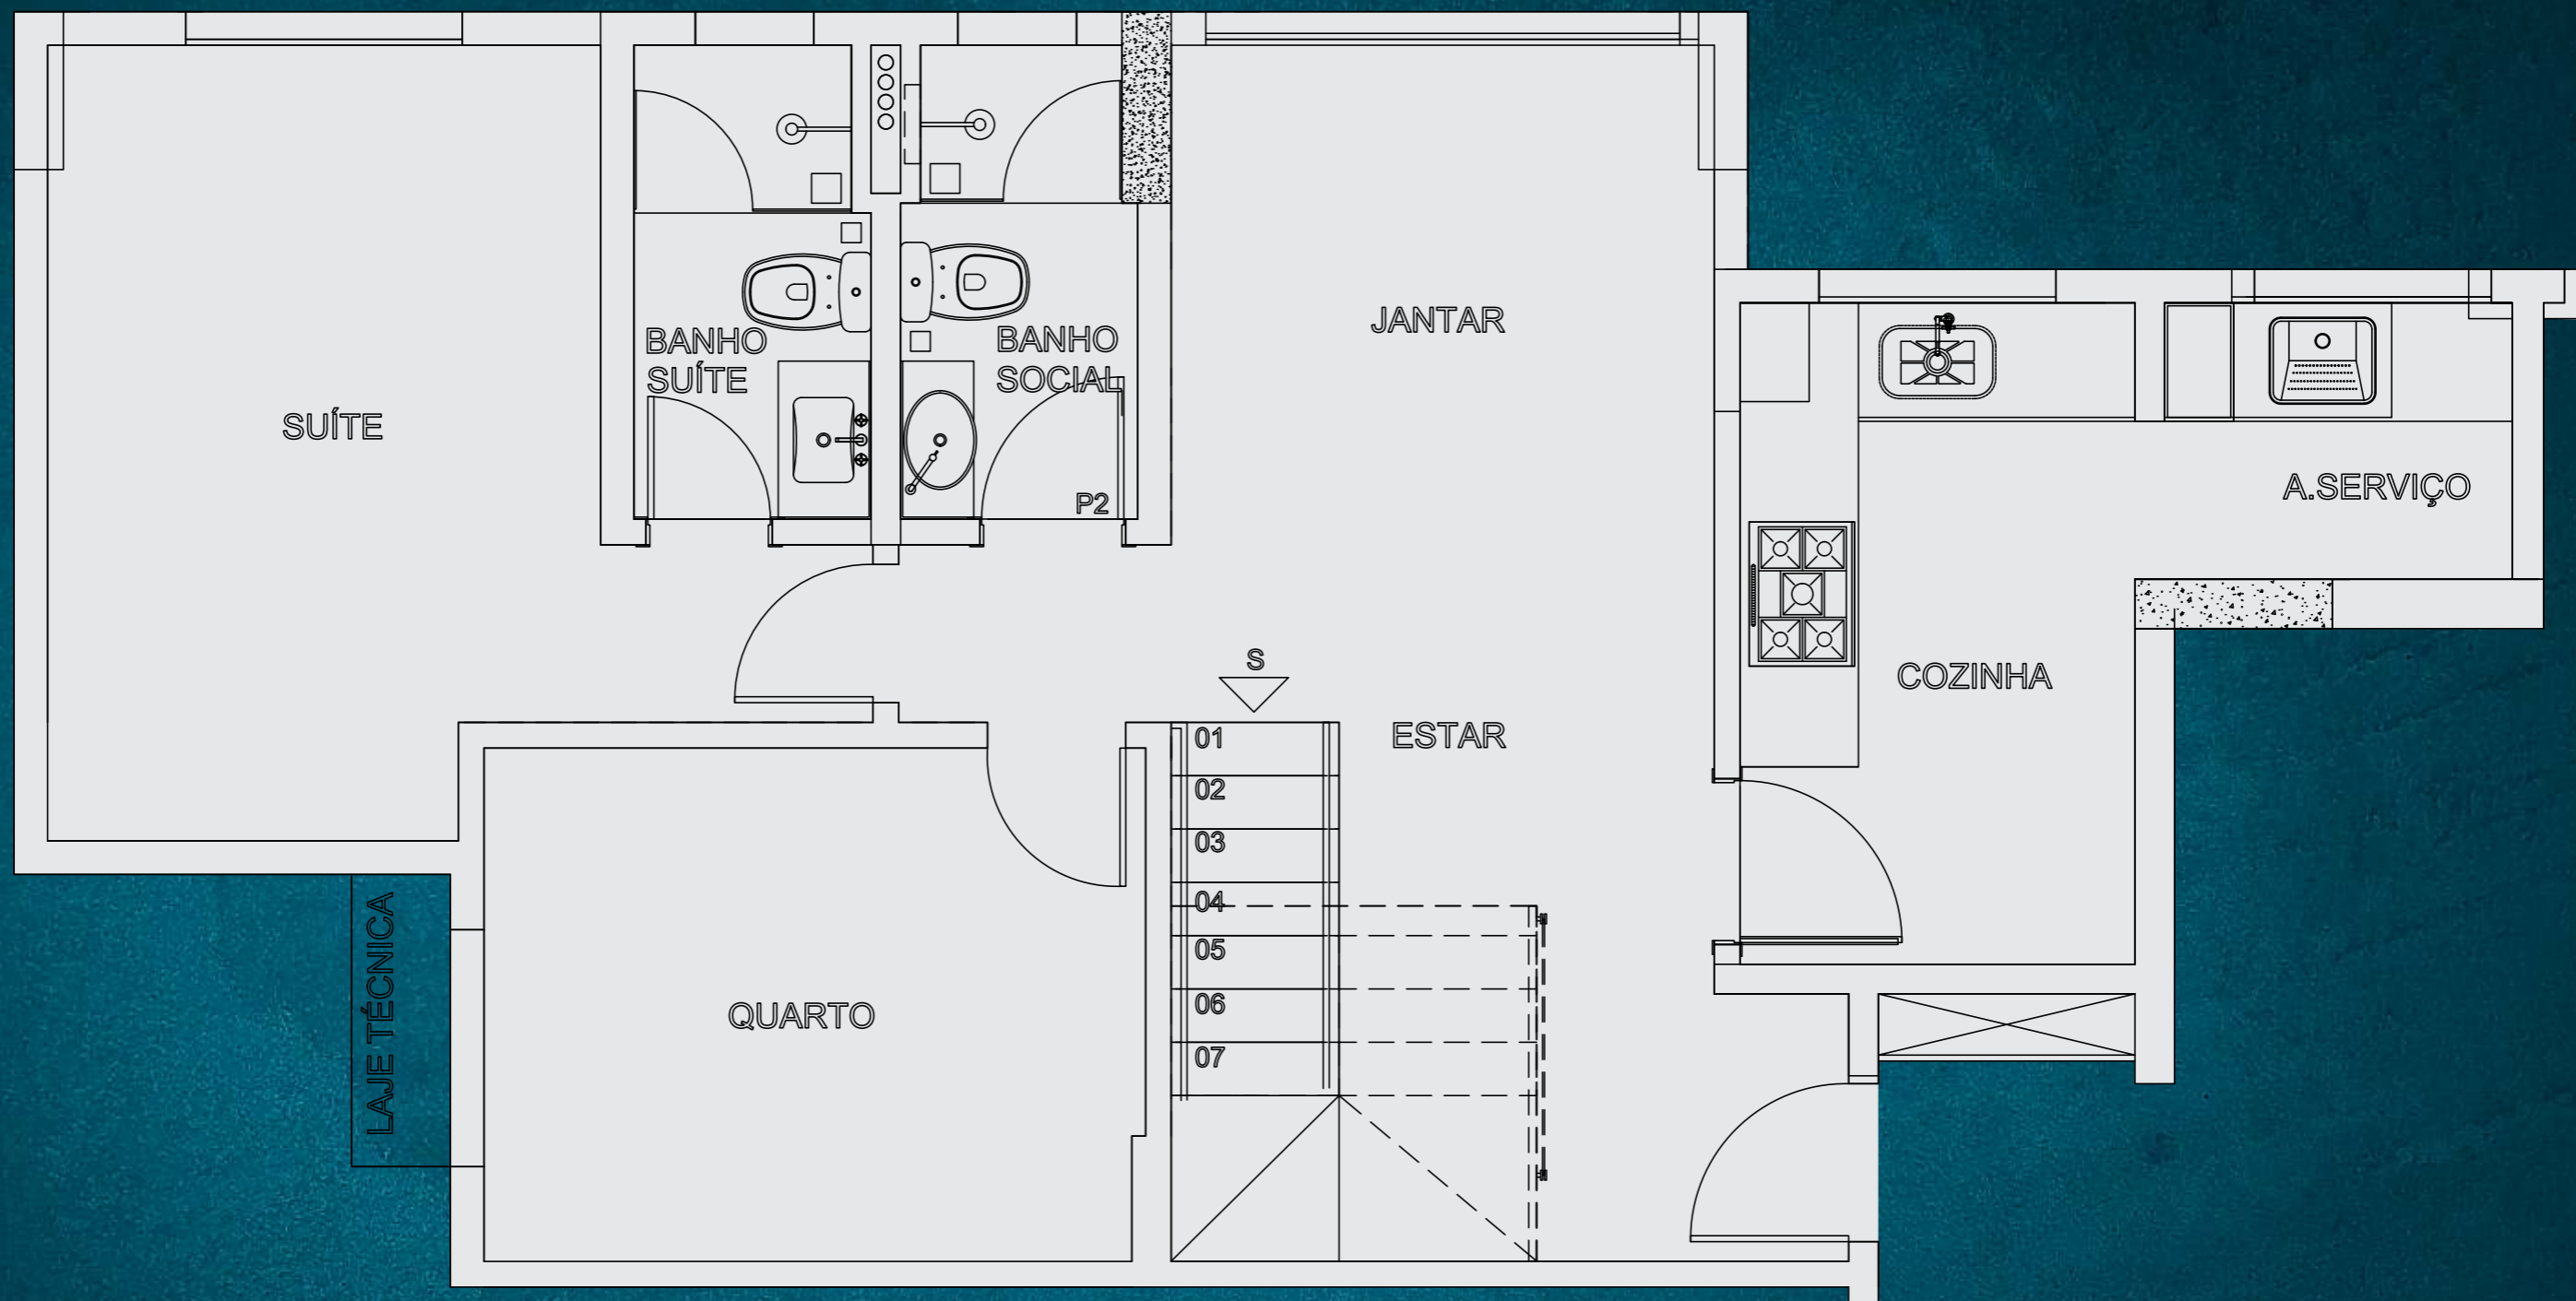 JANTAR
BANHO
SUÍTE
BANHO
SOCIAL
SUÍTE
P2
A.SERVIÇO
COZINHA
S
ESTAR
01
02
03
04
05
06
07
QUARTO
LAJE TÉCNICA